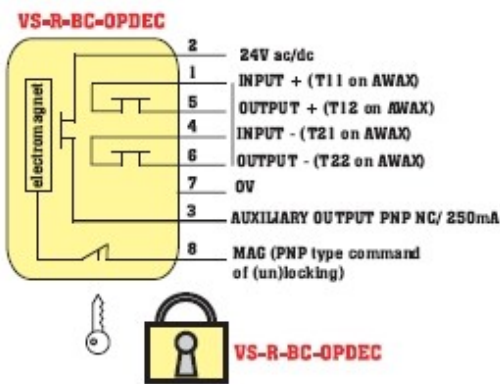 VS-R-BC-OPDEC
electromagnet
2 24V ac/dc
1 INPUT + (T11 on AWAX)
5 OUTPUT + (T12 on AWAX)
4 INPUT - (T21 on AWAX)
6 OUTPUT - (T22 on AWAX)
7 0V
3 AUXILIARY OUTPUT PNP NC/ 250mA
8 MAG (PNP type command
of (un)locking)
VS-R-BC-OPDEC